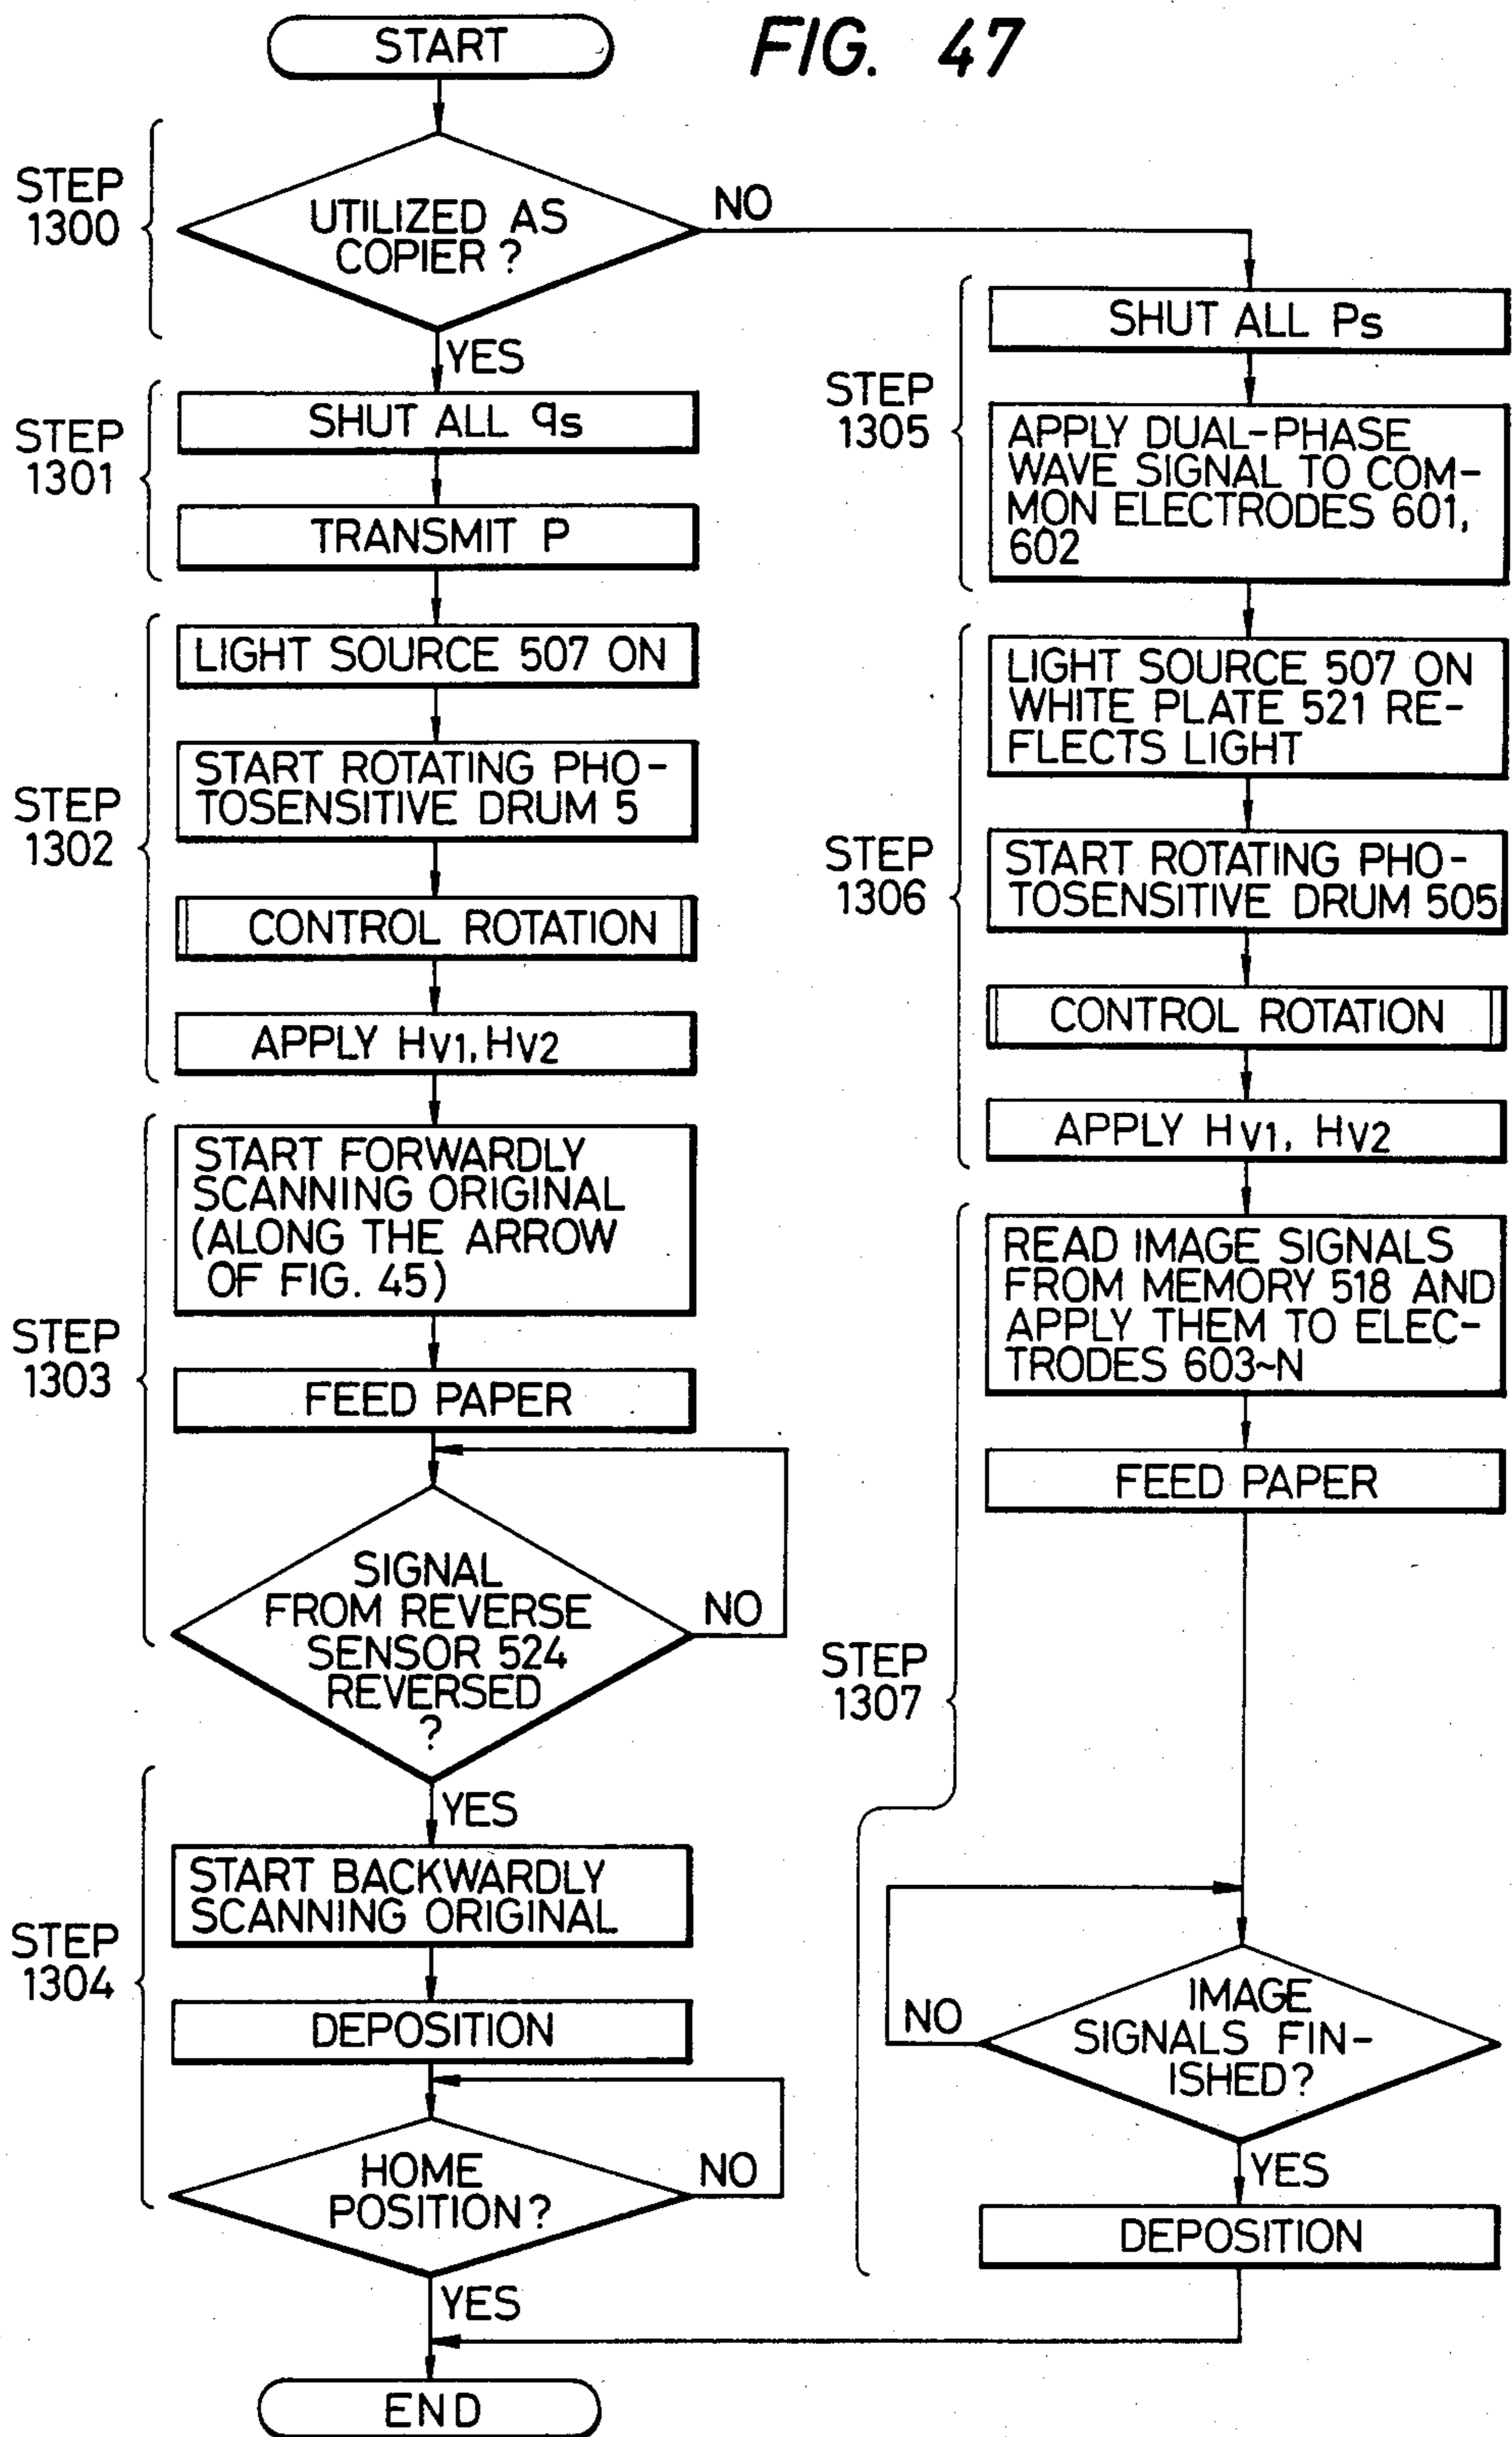 FIG. 47
START
STEP
1300
UTILIZED AS
COPIER ?
NO
YES
STEP
1301
SHUT ALL qs
TRANSMIT P
STEP
1302
LIGHT SOURCE 507 ON
START ROTATING PHO-
TOSENSITIVE DRUM 5
CONTROL ROTATION
APPLY HV1, HV2
STEP
1303
START FORWARDLY
SCANNING ORIGINAL
(ALONG THE ARROW
OF FIG. 45)
FEED PAPER
SIGNAL
FROM REVERSE
SENSOR 524
REVERSED
?
NO
YES
STEP
1304
START BACKWARDLY
SCANNING ORIGINAL
DEPOSITION
HOME
POSITION?
NO
YES
END
STEP
1305
SHUT ALL Ps
APPLY DUAL-PHASE
WAVE SIGNAL TO COM-
MON ELECTRODES 601,
602
STEP
1306
LIGHT SOURCE 507 ON
WHITE PLATE 521 RE-
FLECTS LIGHT
START ROTATING PHO-
TOSENSITIVE DRUM 505
CONTROL ROTATION
APPLY HV1, HV2
STEP
1307
READ IMAGE SIGNALS
FROM MEMORY 518 AND
APPLY THEM TO ELEC-
TRODES 603~N
FEED PAPER
IMAGE
SIGNALS FIN-
ISHED?
NO
YES
DEPOSITION